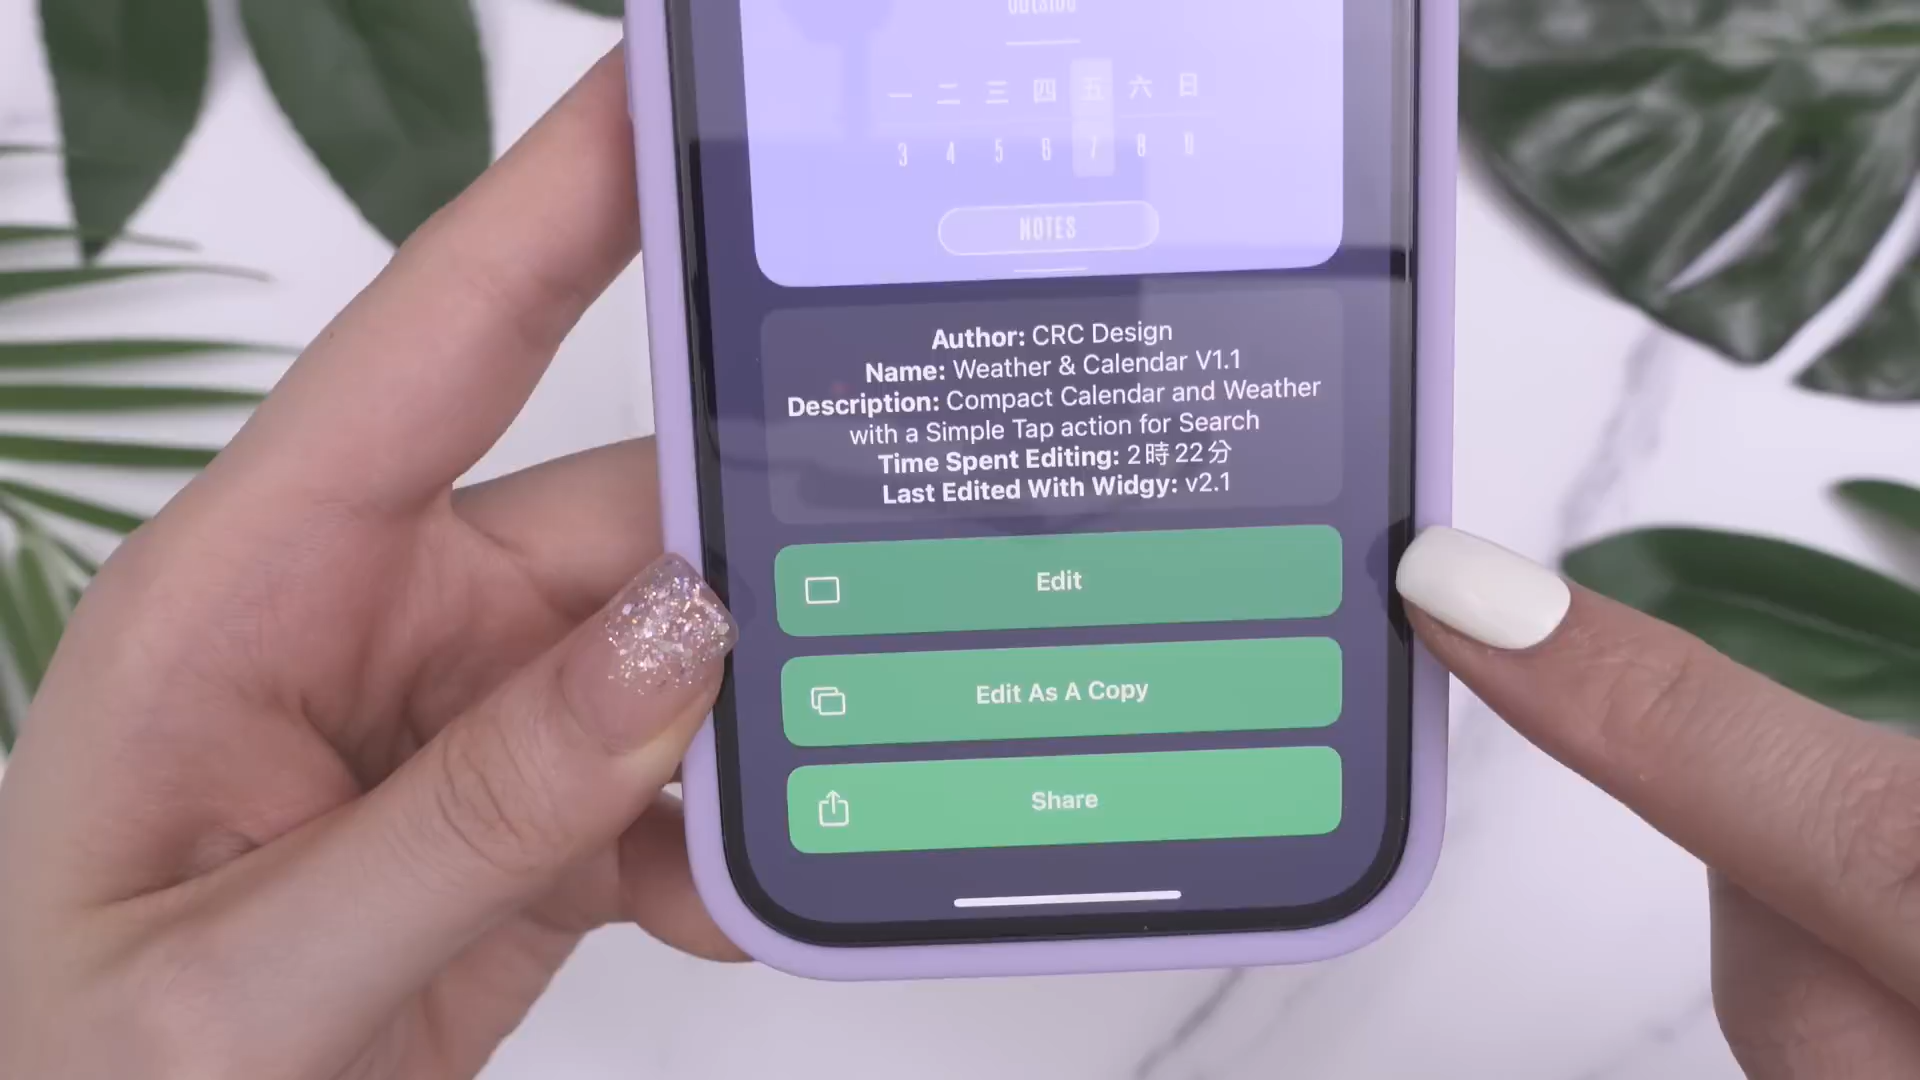 outside
一 二 三 四 五 六 日
3 4 5 6 7 8 9
NOTES
Author: CRC Design
Name: Weather & Calendar V1.1
Description: Compact Calendar and Weather
with a Simple Tap action for Search
Time Spent Editing: 2時22分
Last Edited With Widgy: v2.1
Edit
Edit As A Copy
Share